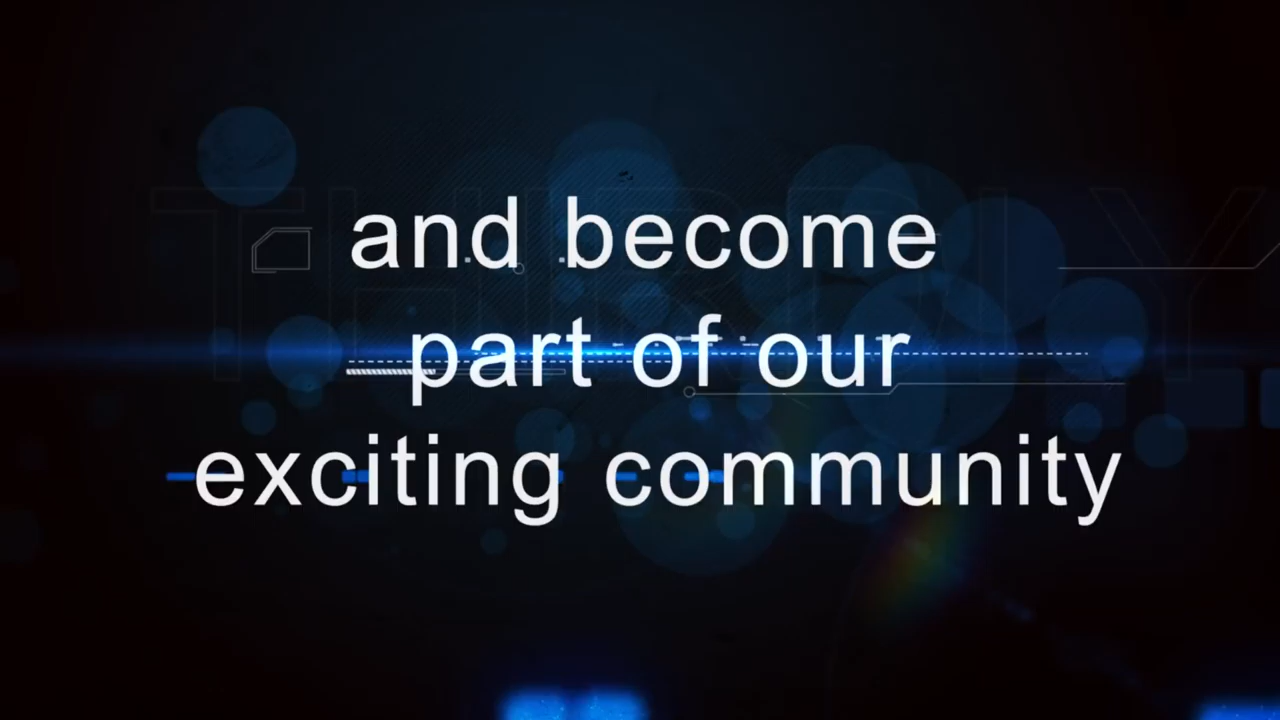 and become
part of our
exciting community